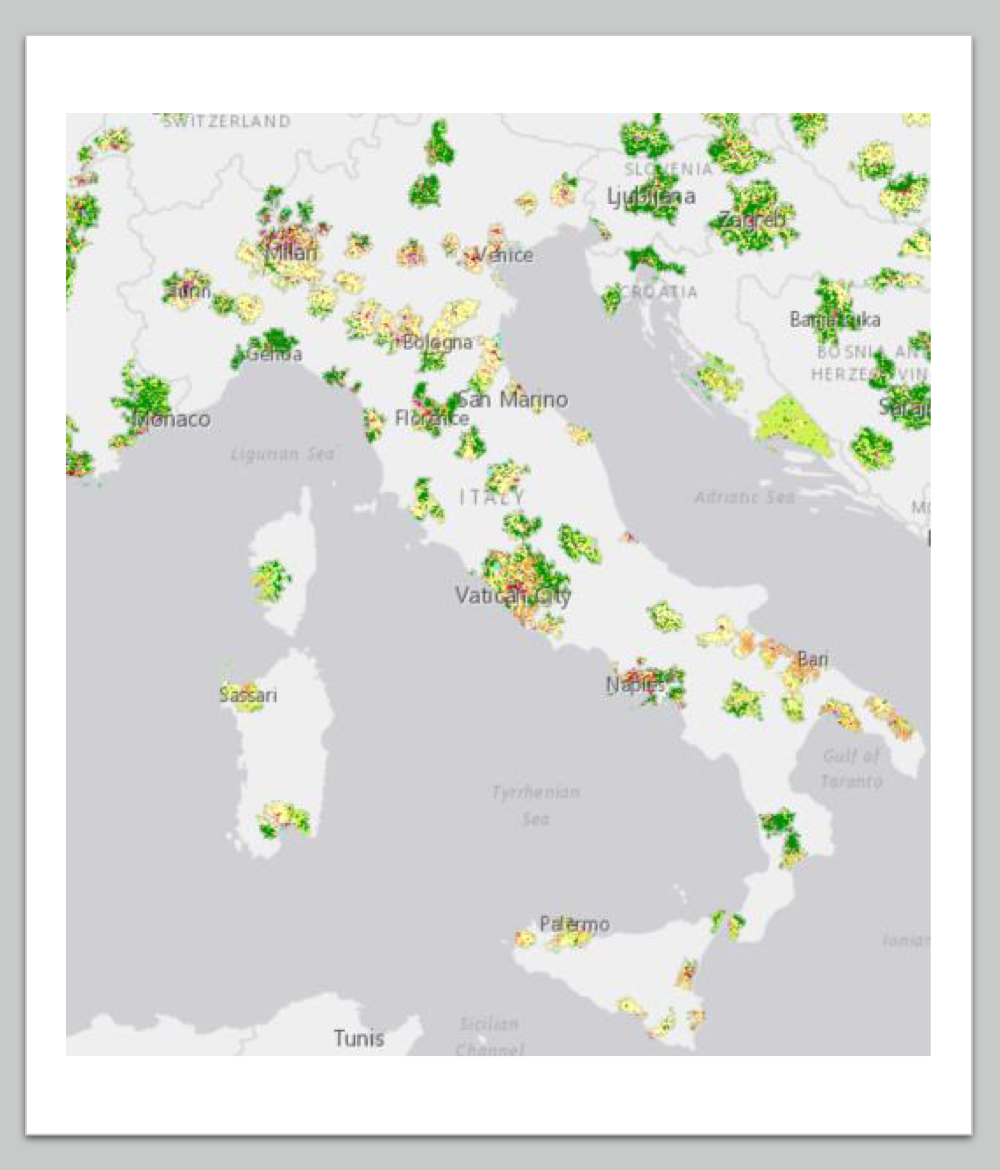 SWITZERLAND
SLOVENIA
Ljubljana
Zagreb
Milan
Venice
Turin
CROATIA
Banja Luka
Bologna
Genoa
BOSNIA AN
HERZEGOVIN
San Marino
Monaco
Florence
Saraj
Ligurian Sea
ITALY
Adriatic Sea
Vatican City
Bari
Naples
Sassari
Gulf of
Taranto
Tyrrhenian
Sea
Palermo
Ionian
Sicilian
Channel
Tunis